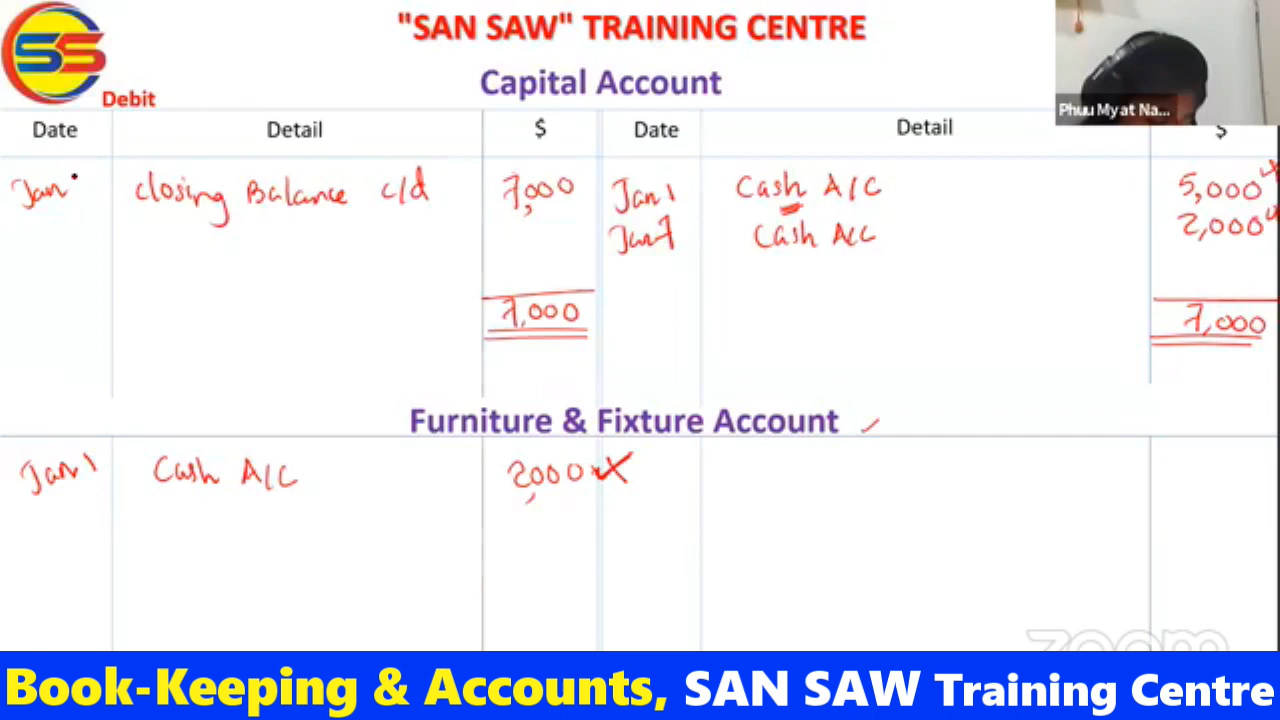 "SAN SAW" TRAINING CENTRE
SS
Capital Account
Debit
Phuu Myat Na...
Date Detail $ Date Detail $
Jan closing Balance c/d 7,000 Jan 1 Cash A/C 5,000
Jan 7 Cash A/C 2,000
7,000 7,000
Furniture & Fixture Account
Jan 1 Cash A/C 2,000
zoom
Book-Keeping & Accounts, SAN SAW Training Centre